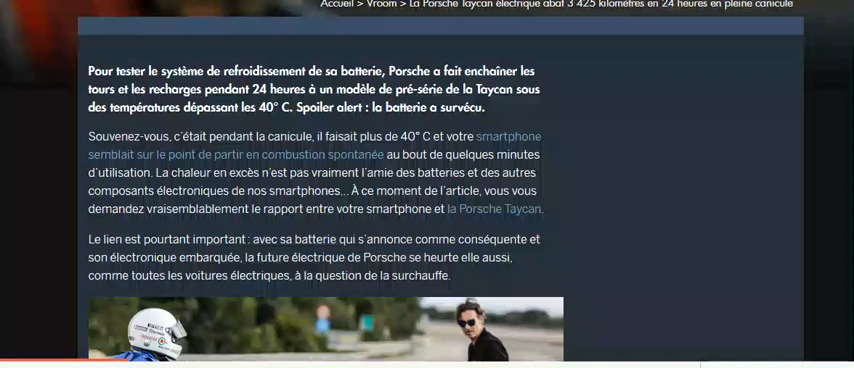 Accueil > Vroom > La Porsche Taycan électrique abat 3 425 kilomètres en 24 heures en pleine canicule
Pour tester le système de refroidissement de sa batterie, Porsche a fait enchaîner les
tours et les recharges pendant 24 heures à un modèle de pré-série de la Taycan sous
des températures dépassant les 40° C. Spoiler alert : la batterie a survécu.
Souvenez-vous, c'était pendant la canicule, il faisait plus de 40° C et votre smartphone
semblait sur le point de partir en combustion spontanée au bout de quelques minutes
d'utilisation. La chaleur en excès n'est pas vraiment l'amie des batteries et des autres
composants électroniques de nos smartphones... À ce moment de l'article, vous vous
demandez vraisemblablement le rapport entre votre smartphone et la Porsche Taycan.
Le lien est pourtant important : avec sa batterie qui s'annonce comme conséquente et
son électronique embarquée, la future électrique de Porsche se heurte elle aussi,
comme toutes les voitures électriques, à la question de la surchauffe.